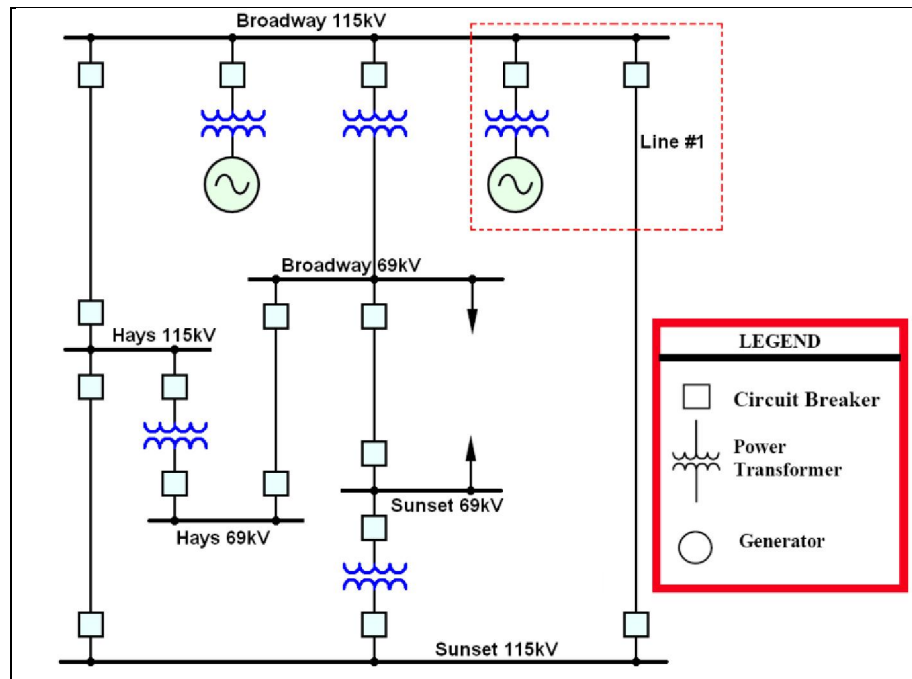 Broadway 115kV
Line #1
Broadway 69kV
Hays 115kV
LEGEND
Circuit Breaker
Power
Transformer
Sunset 69kV
Hays 69kV
Generator
Sunset 115kV